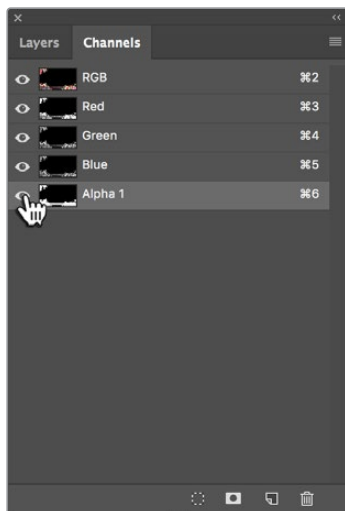 Layers Channels
RGB ⌘2
Red ⌘3
Green ⌘4
Blue ⌘5
Alpha 1 ⌘6